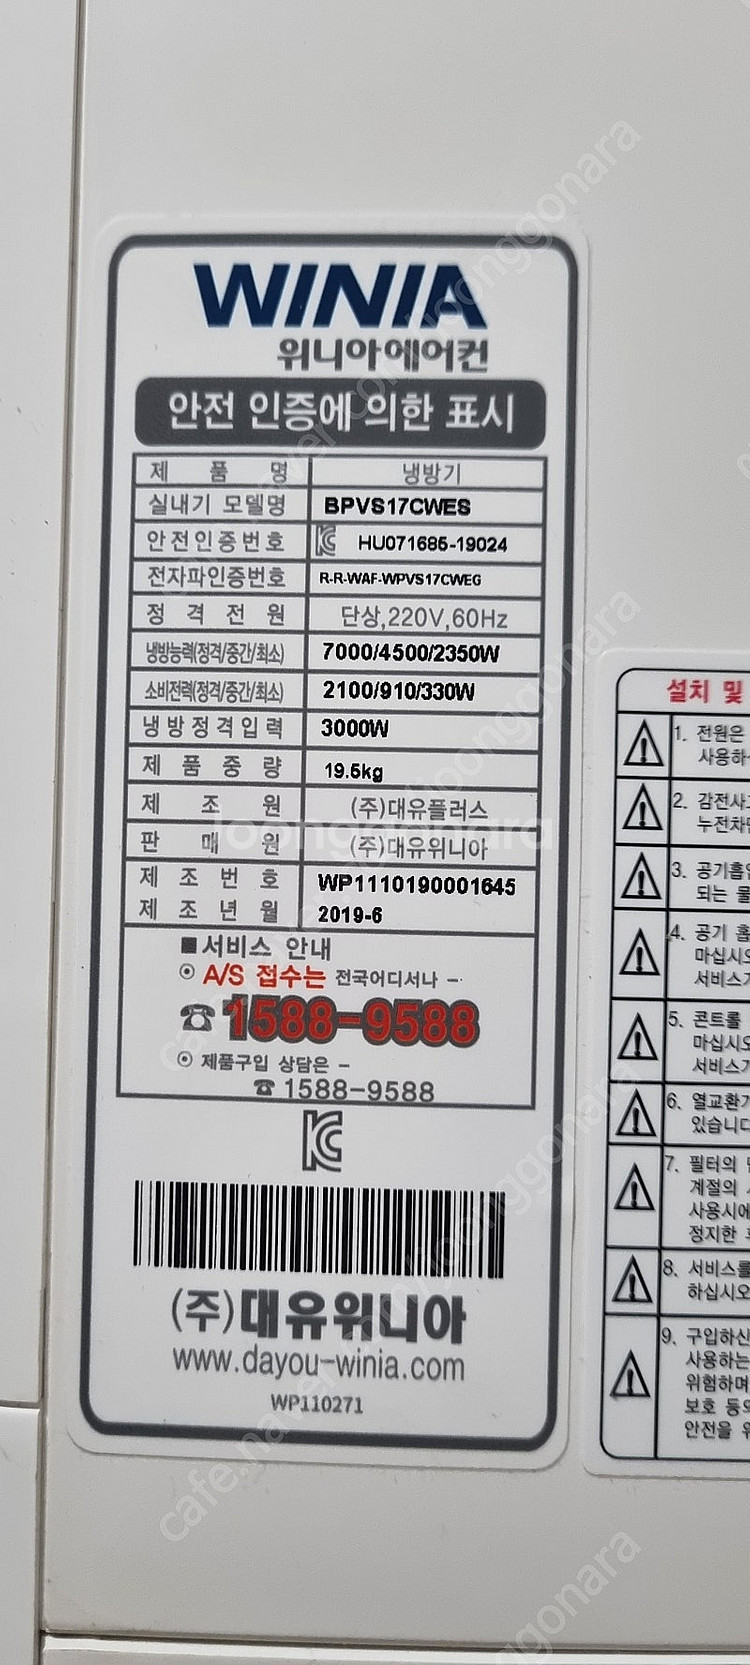 WINIA
위니아에어컨
안전 인증에 의한 표시
제 품 명 냉방기
실내기 모델명 BPVS17CWES
안전인증번호 HU071685-19024
전자파인증번호 R-R-WAF-WPVS17CWEG
정 격 전 원 단상,220V,60Hz
냉방능력(정격/중간/최소) 7000/4500/2350W
소비전력(정격/중간/최소) 2100/910/330W
냉방정격입력 3000W
제 품 중 량 19.5kg
제 조 원 (주)대유플러스
판 매 원 (주)대유위니아
제 조 번 호 WP1110190001645
제 조 년 월 2019-6
■서비스 안내
⊙ A/S 접수는 전국어디서나 -
☎1588-9588
⊙ 제품구입 상담은 -
☎1588-9588
(주)대유위니아
www.dayou-winia.com
WP110271
설치 및
1. 전원은
사용하
2. 감전사고
누전차단
3. 공기흡입
되는 물
4. 공기 흡
마십시오
서비스
5. 콘트롤
마십시오
서비스
6. 열교환기
있습니다
7. 필터의
계절의
사용시에
정지한 후
8. 서비스를
하십시오
9. 구입하신
사용하는
위험하며
보호 등의
안전을 위
cafe.naver.com/joonggonara
joonggonara